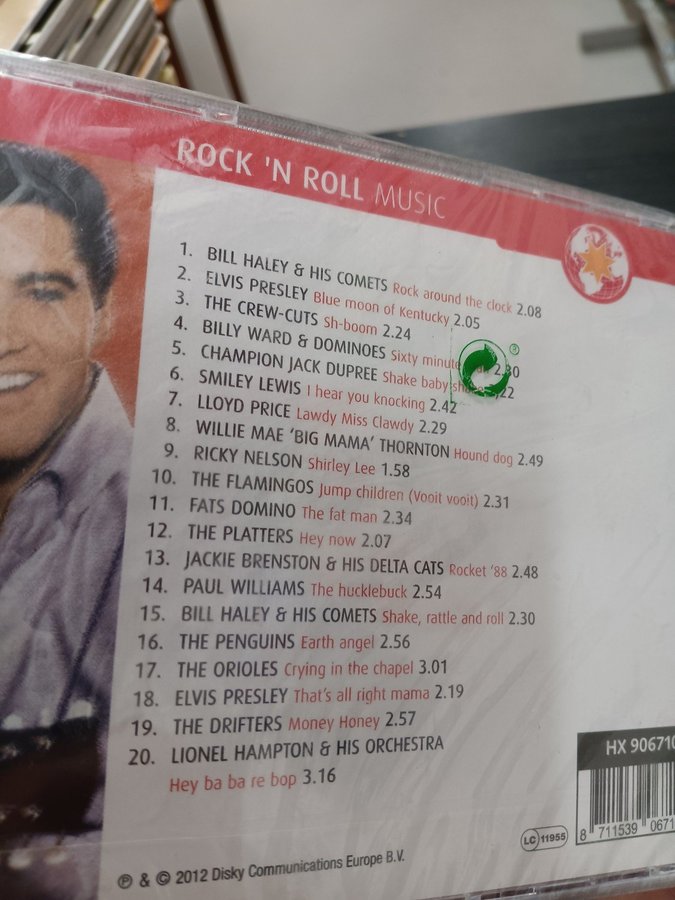 ROCK 'N ROLL MUSIC
1. BILL HALEY & HIS COMETS Rock around the clock 2.08
2. ELVIS PRESLEY Blue moon of Kentucky 2.05
3. THE CREW-CUTS Sh-boom 2.24
4. BILLY WARD & DOMINOES Sixty minute
5. CHAMPION JACK DUPREE Shake baby
6. SMILEY LEWIS I hear you knocking 2.42
7. LLOYD PRICE Lawdy Miss Clawdy 2.29
8. WILLIE MAE 'BIG MAMA' THORNTON Hound dog 2.49
9. RICKY NELSON Shirley Lee 1.58
10. THE FLAMINGOS Jump children (Vooit vooit) 2.31
11. FATS DOMINO The fat man 2.34
12. THE PLATTERS Hey now 2.07
13. JACKIE BRENSTON & HIS DELTA CATS Rocket '88 2.48
14. PAUL WILLIAMS The hucklebuck 2.54
15. BILL HALEY & HIS COMETS Shake, rattle and roll 2.30
16. THE PENGUINS Earth angel 2.56
17. THE ORIOLES Crying in the chapel 3.01
18. ELVIS PRESLEY That's all right mama 2.19
19. THE DRIFTERS Money Honey 2.57
20. LIONEL HAMPTON & HIS ORCHESTRA
Hey ba ba re bop 3.16
HX 90671
8 711539 0671
LC 11955
℗ & © 2012 Disky Communications Europe B.V.